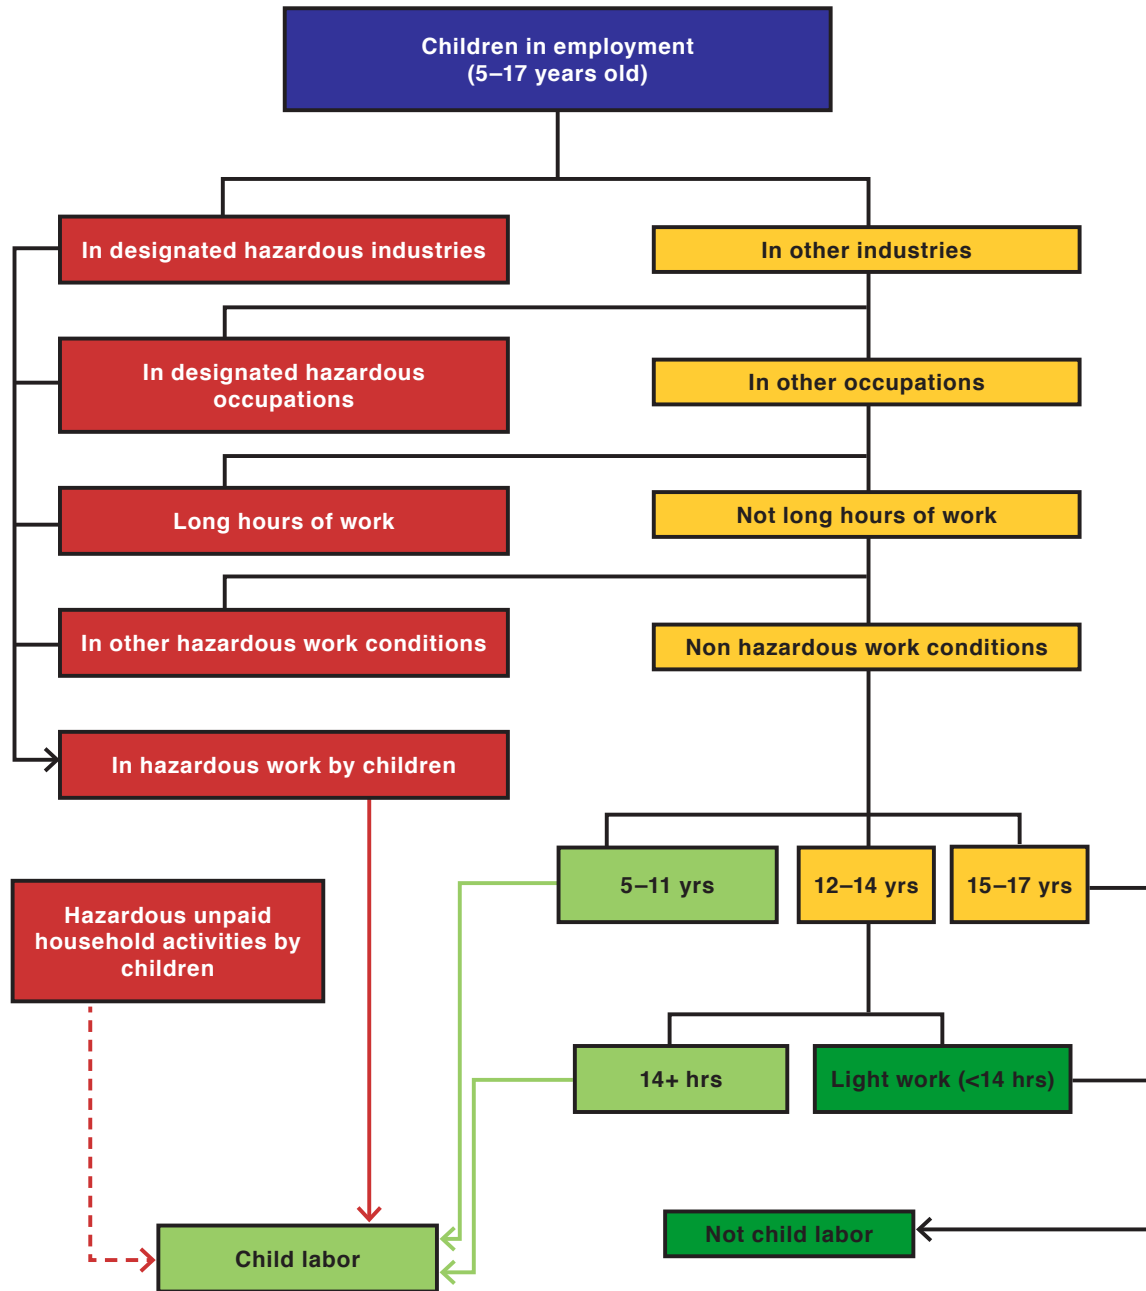 Children in employment
(5–17 years old)
In designated hazardous industries
In other industries
In designated hazardous
occupations
In other occupations
Long hours of work
Not long hours of work
In other hazardous work conditions
Non hazardous work conditions
In hazardous work by children
5–11 yrs
12–14 yrs
15–17 yrs
Hazardous unpaid
household activities by
children
14+ hrs
Light work (<14 hrs)
Child labor
Not child labor